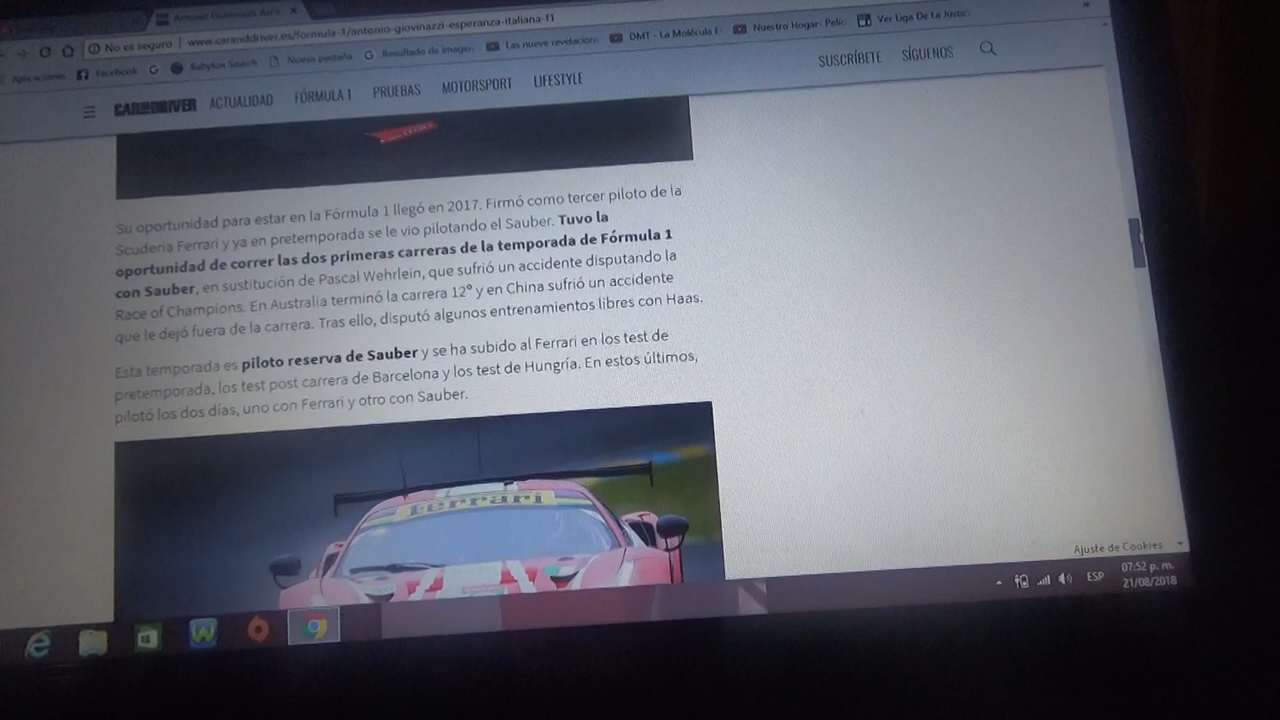 No es seguro | www.caranddriver.es/formula-1/antonio-giovinazzi-esperanza-italiana-f1
Aplicaciones Facebook Babylon Search Nueva pestaña Resultado de imagen Las nueve revelacion DMT - La Molécula Nuestro Hogar- Pelíc Ver Liga De La Justic
CAR AND DRIVER ACTUALIDAD FÓRMULA 1 PRUEBAS MOTORSPORT LIFESTYLE SUSCRÍBETE SÍGUENOS
Su oportunidad para estar en la Fórmula 1 llegó en 2017. Firmó como tercer piloto de la
Scuderia Ferrari y ya en pretemporada se le vio pilotando el Sauber. Tuvo la
oportunidad de correr las dos primeras carreras de la temporada de Fórmula 1
con Sauber, en sustitución de Pascal Wehrlein, que sufrió un accidente disputando la
Race of Champions. En Australia terminó la carrera 12º y en China sufrió un accidente
que le dejó fuera de la carrera. Tras ello, disputó algunos entrenamientos libres con Haas.
Esta temporada es piloto reserva de Sauber y se ha subido al Ferrari en los test de
pretemporada, los test post carrera de Barcelona y los test de Hungría. En estos últimos,
pilotó los dos días, uno con Ferrari y otro con Sauber.
Ferrari
Ajuste de Cookies
ESP
07:52 p. m.
21/08/2018